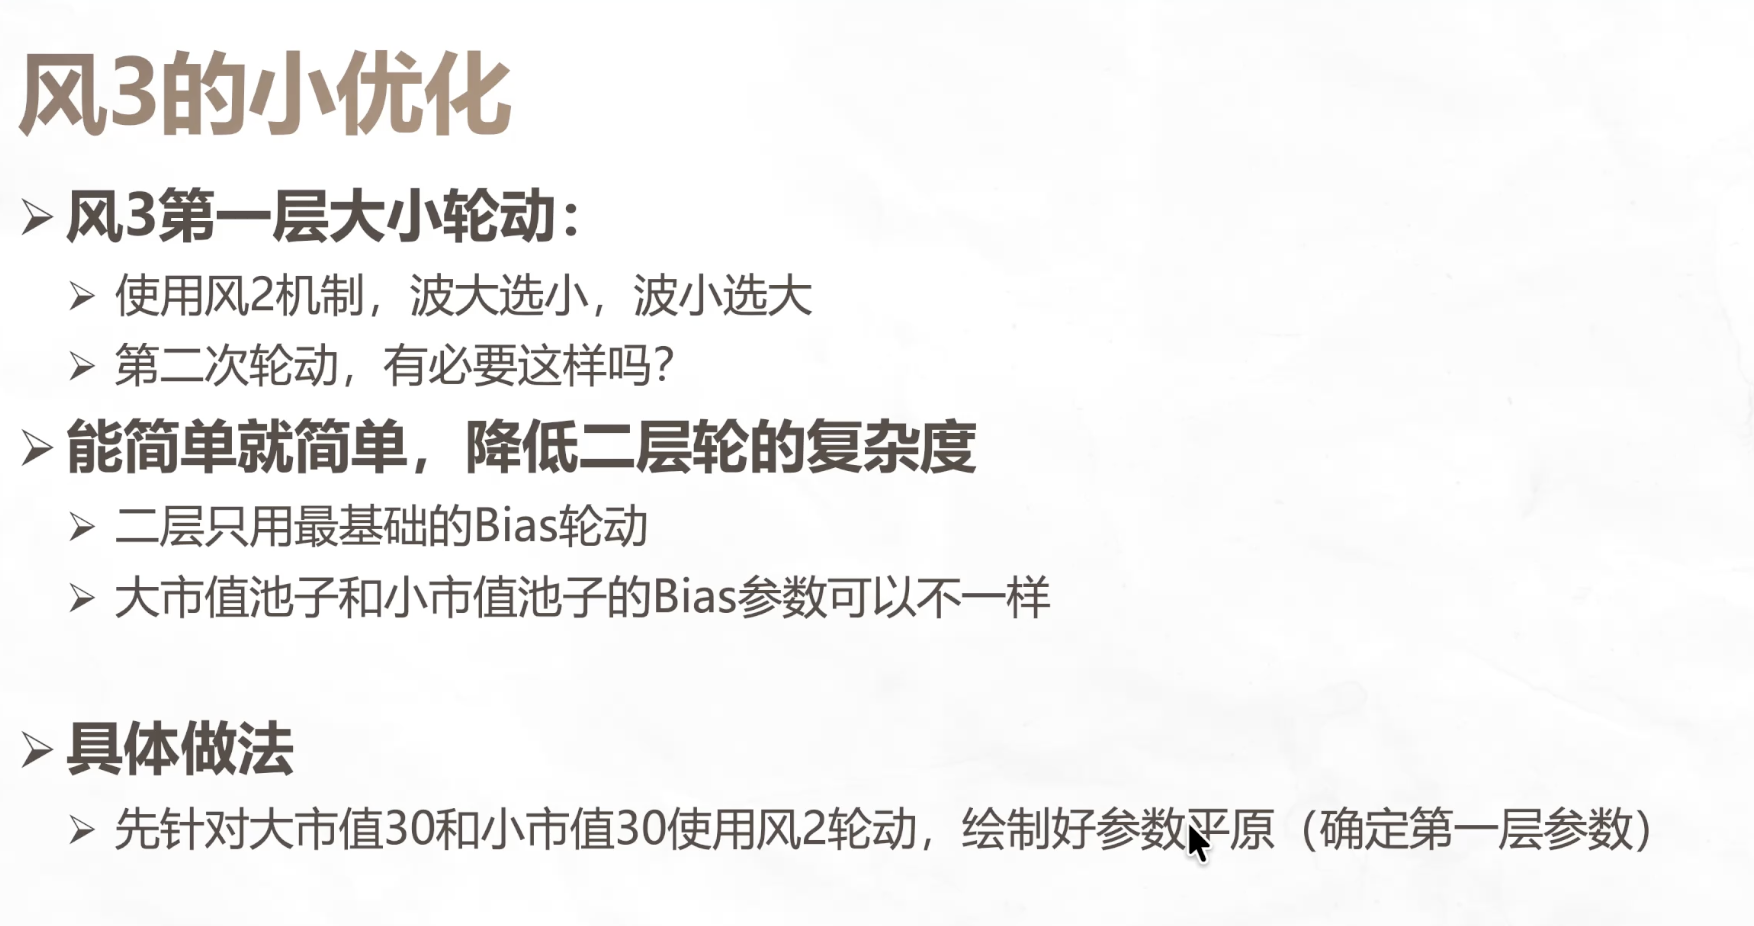 风3的小优化
风3第一层大小轮动：
使用风2机制，波大选小，波小选大
第二次轮动，有必要这样吗？
能简单就简单，降低二层轮的复杂度
二层只用最基础的Bias轮动
大市值池子和小市值池子的Bias参数可以不一样
具体做法
先针对大市值30和小市值30使用风2轮动，绘制好参数平原（确定第一层参数）